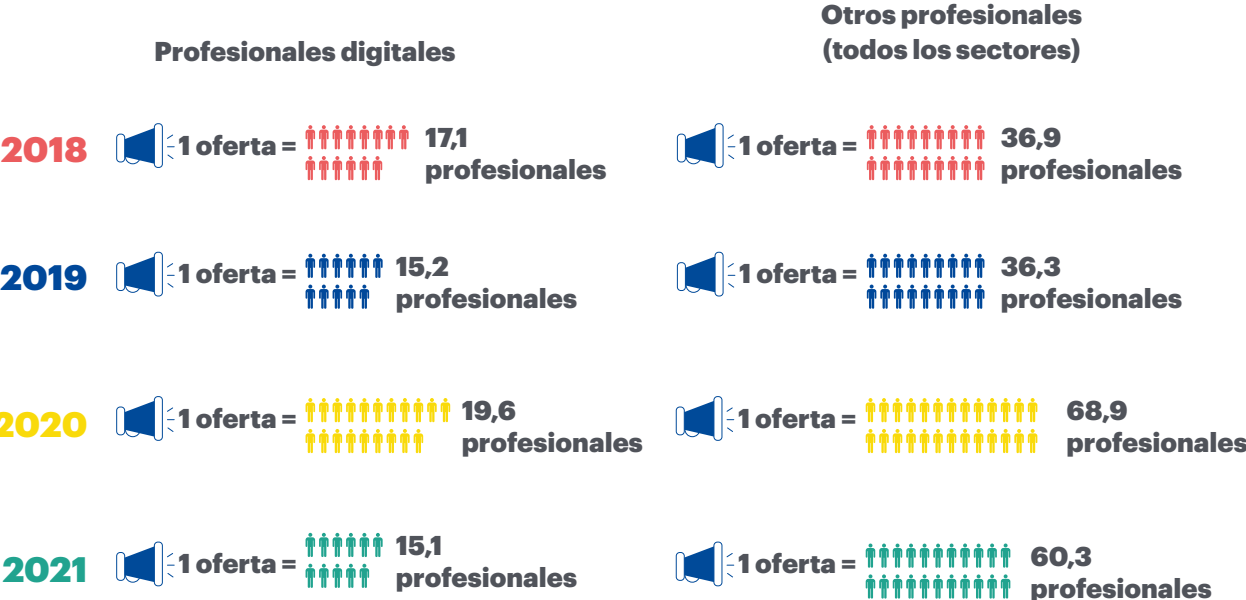 Profesionales digitales
Otros profesionales
(todos los sectores)
2018
1 oferta =
17,1
profesionales
1 oferta =
36,9
profesionales
2019
1 oferta =
15,2
profesionales
1 oferta =
36,3
profesionales
2020
1 oferta =
19,6
profesionales
1 oferta =
68,9
profesionales
2021
1 oferta =
15,1
profesionales
1 oferta =
60,3
profesionales